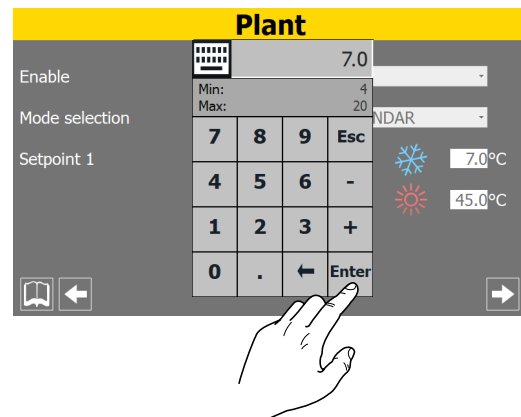 Plant
7.0
Enable
Min: 4
Max: 20
Mode selection
NDAR
7 8 9 Esc
Setpoint 1
7.0°C
4 5 6 -
45.0°C
1 2 3 +
0 . Enter